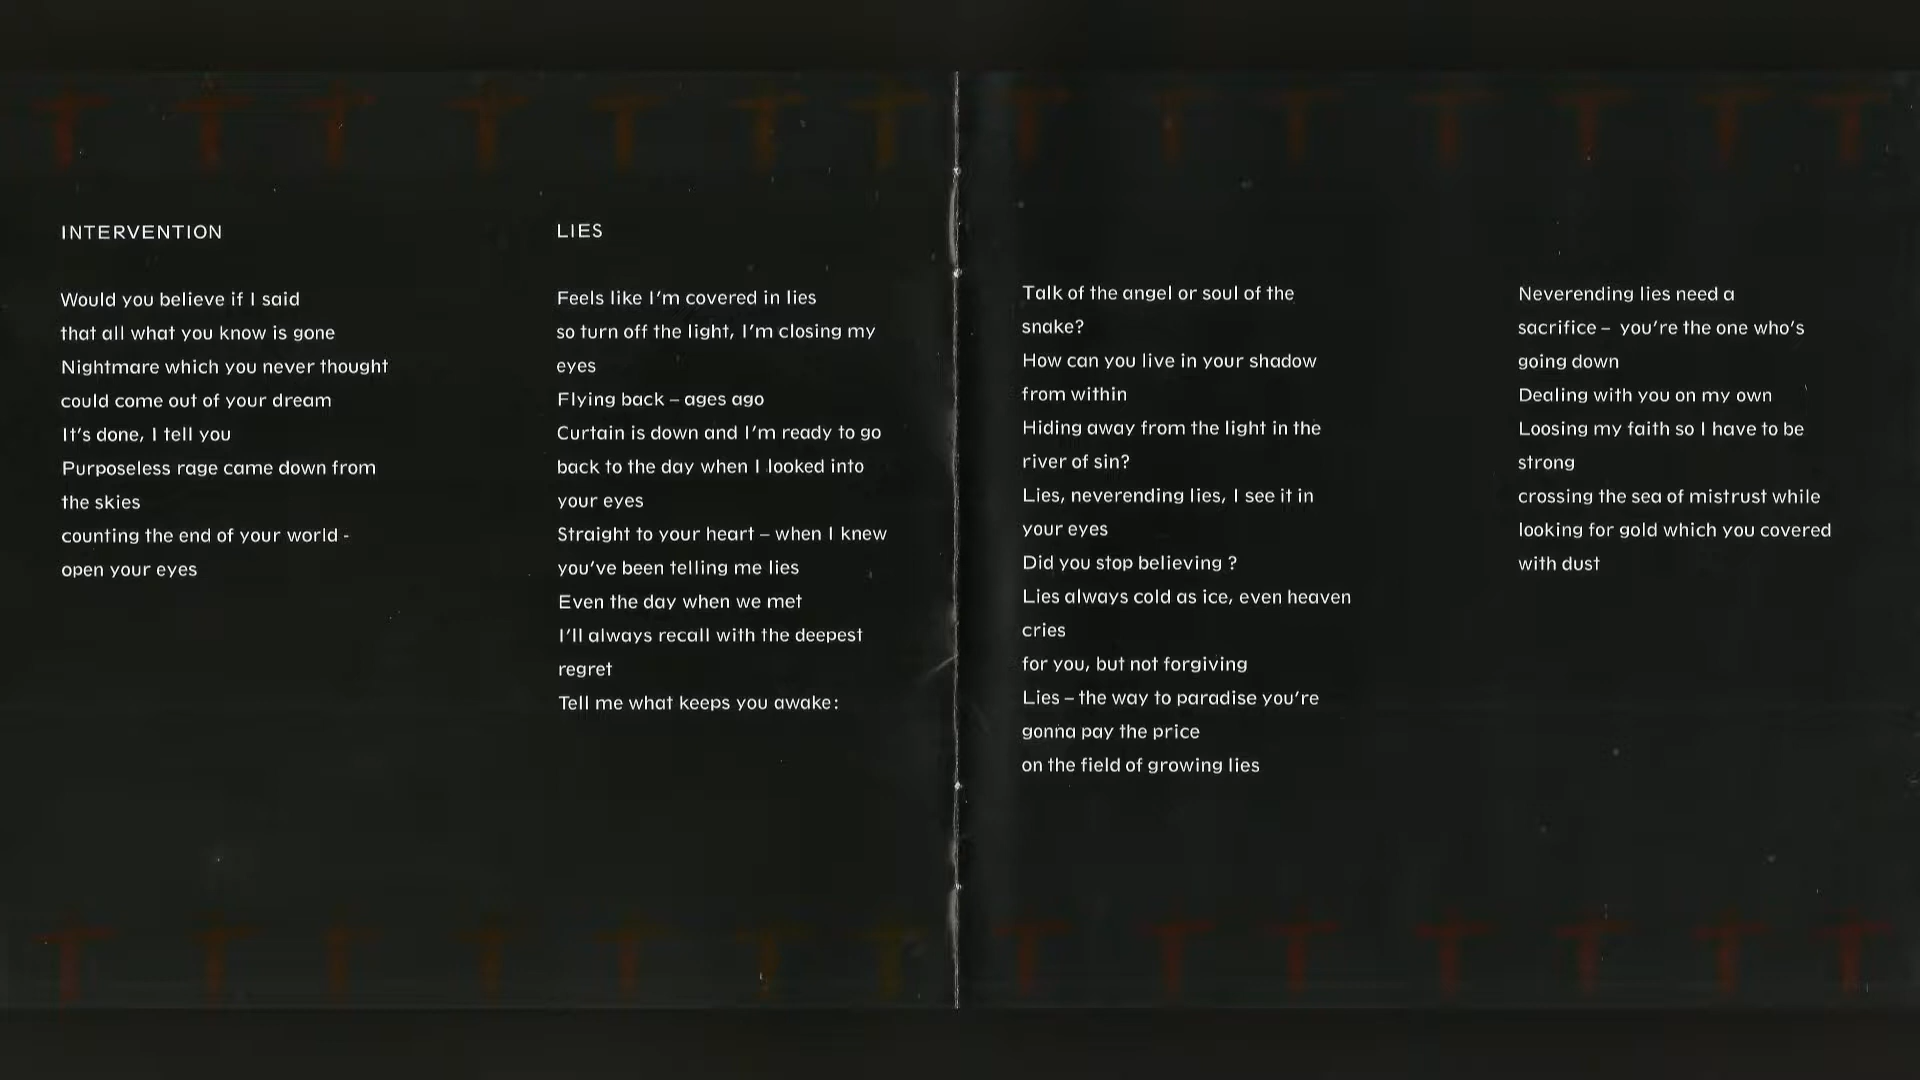 INTERVENTION
Would you believe if I said
that all what you know is gone
Nightmare which you never thought
could come out of your dream
It's done, I tell you
Purposeless rage came down from
the skies
counting the end of your world -
open your eyes
LIES
Feels like I'm covered in lies
so turn off the light, I'm closing my
eyes
Flying back – ages ago
Curtain is down and I'm ready to go
back to the day when I looked into
your eyes
Straight to your heart – when I knew
you've been telling me lies
Even the day when we met
I'll always recall with the deepest
regret
Tell me what keeps you awake:
Talk of the angel or soul of the
snake?
How can you live in your shadow
from within
Hiding away from the light in the
river of sin?
Lies, neverending lies, I see it in
your eyes
Did you stop believing ?
Lies always cold as ice, even heaven
cries
for you, but not forgiving
Lies – the way to paradise you're
gonna pay the price
on the field of growing lies
Neverending lies need a
sacrifice – you're the one who's
going down
Dealing with you on my own
Loosing my faith so I have to be
strong
crossing the sea of mistrust while
looking for gold which you covered
with dust